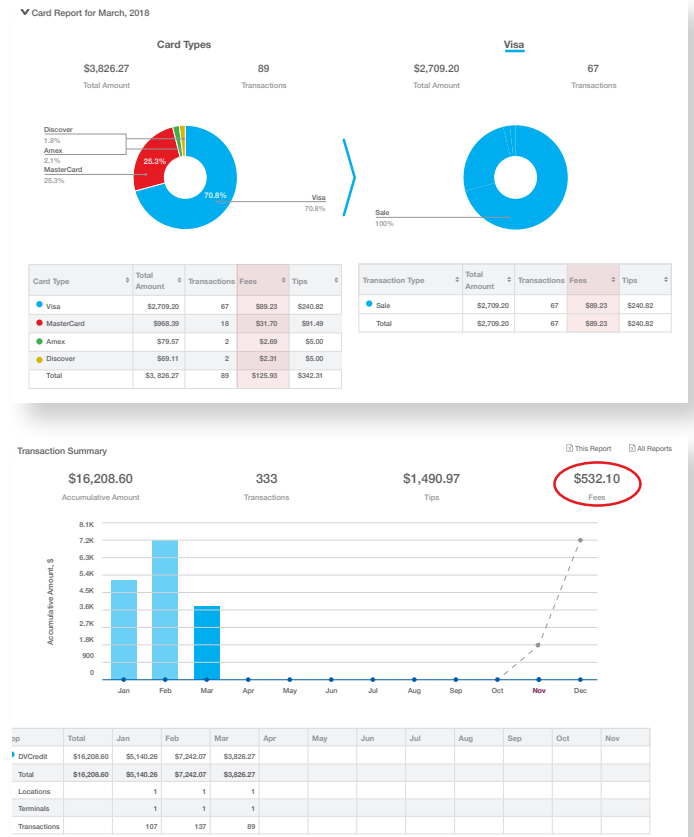 Card Report for March, 2018
Card Types
$3,826.27
Total Amount
89
Transactions
Visa
$2,709.20
Total Amount
67
Transactions
Discover
1.8%
Amex
2.1%
MasterCard
25.3%
25.3%
70.8%
Visa
70.8%
Sale
100%
Card Type Total Amount Transactions Fees Tips
Visa $2,709.20 67 $89.23 $240.82
MasterCard $968.39 18 $31.70 $91.49
Amex $79.57 2 $2.69 $5.00
Discover $69.11 2 $2.31 $5.00
Total $3, 826.27 89 $125.93 $342.31
Transaction Type Total Amount Transactions Fees Tips
Sale $2,709.20 67 $89.23 $240.82
Total $2,709.20 67 $89.23 $240.82
Transaction Summary
This Report All Reports
$16,208.60 333 $1,490.97 $532.10
Accumulative Amount Transactions Tips Fees
Accumulative Amount, $
8.1K
7.2K
6.3K
5.4K
4.5K
3.6K
2.7K
1.8K
900
0
Jan Feb Mar Apr May Jun Jul Aug Sep Oct Nov Dec
op Total Jan Feb Mar Apr May Jun Jul Aug Sep Oct Nov
DVCredit $16,208.60 $5,140.26 $7,242.07 $3,826.27
Total $16,208.60 $5,140.26 $7,242.07 $3,826.27
Locations 1 1 1
Terminals 1 1 1
Transactions 107 137 89